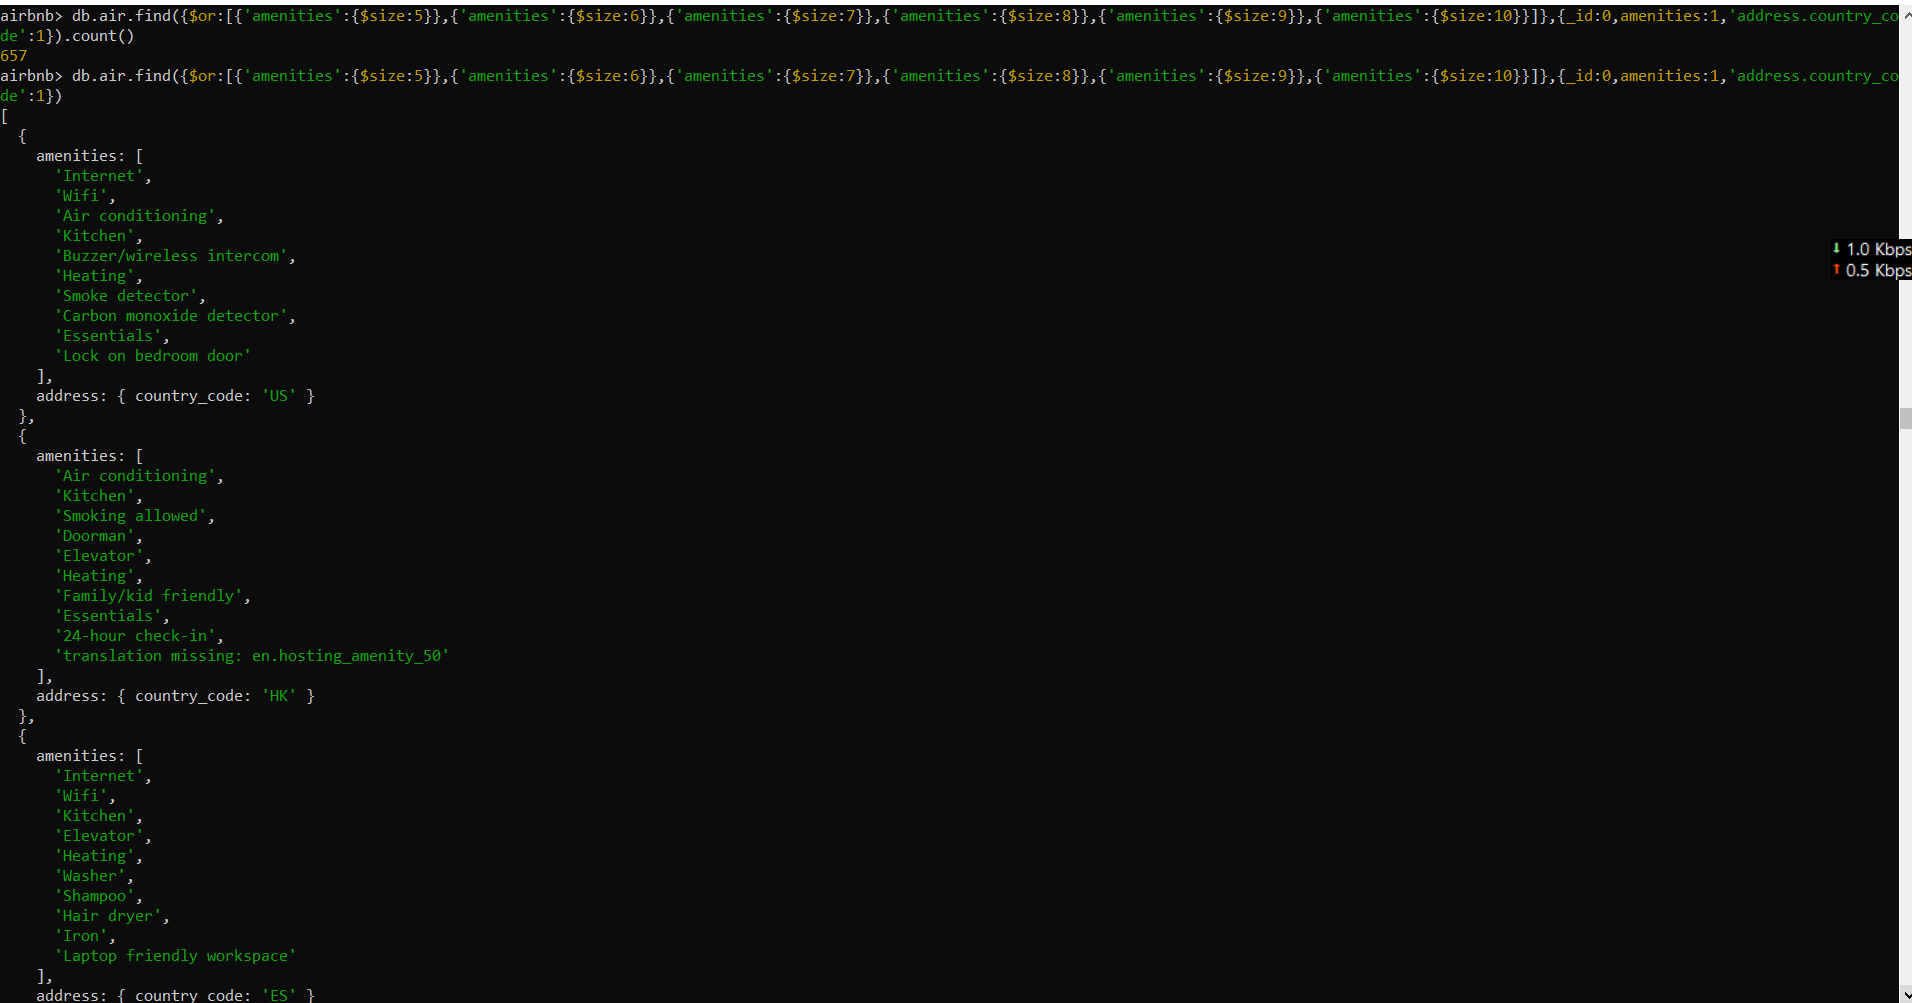 airbnb> db.air.find({$or:[{'amenities':{$size:5}},{'amenities':{$size:6}},{'amenities':{$size:7}},{'amenities':{$size:8}},{'amenities':{$size:9}},{'amenities':{$size:10}}]},{_id:0,amenities:1,'address.country_co
de':1}).count()
657
airbnb> db.air.find({$or:[{'amenities':{$size:5}},{'amenities':{$size:6}},{'amenities':{$size:7}},{'amenities':{$size:8}},{'amenities':{$size:9}},{'amenities':{$size:10}}]},{_id:0,amenities:1,'address.country_co
de':1})
[
  {
    amenities: [
      'Internet',
      'Wifi',
      'Air conditioning',
      'Kitchen',
      'Buzzer/wireless intercom',
      'Heating',
      'Smoke detector',
      'Carbon monoxide detector',
      'Essentials',
      'Lock on bedroom door'
    ],
    address: { country_code: 'US' }
  },
  {
    amenities: [
      'Air conditioning',
      'Kitchen',
      'Smoking allowed',
      'Doorman',
      'Elevator',
      'Heating',
      'Family/kid friendly',
      'Essentials',
      '24-hour check-in',
      'translation missing: en.hosting_amenity_50'
    ],
    address: { country_code: 'HK' }
  },
  {
    amenities: [
      'Internet',
      'Wifi',
      'Kitchen',
      'Elevator',
      'Heating',
      'Washer',
      'Shampoo',
      'Hair dryer',
      'Iron',
      'Laptop friendly workspace'
    ],
    address: { country_code: 'ES' }
↓ 1.0 Kbps
↑ 0.5 Kbps